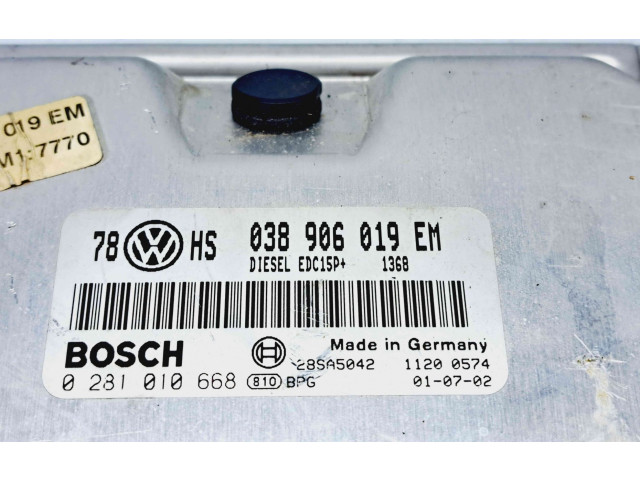 019 EM
M1:7770
78 VW HS 038 906 019 EM
DIESEL EDC15P+ 1368
BOSCH Made in Germany
28SA5042 1120 0574
0 281 010 668 810 BPG 01-07-02